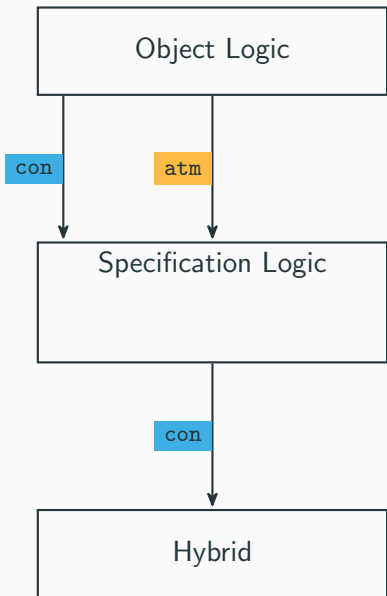 Object Logic
con
atm
Specification Logic
con
Hybrid